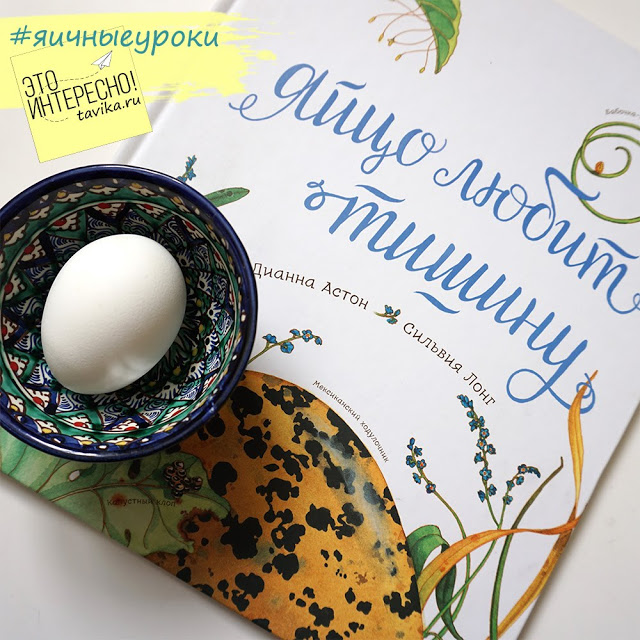 #яичныеуроки
ЭТО
ИНТЕРЕСНО!
tavika.ru
Яйцо любит
тишину
Дианна Астон
Сильвия Лонг
мексиканский ходулочник
капустный клоп